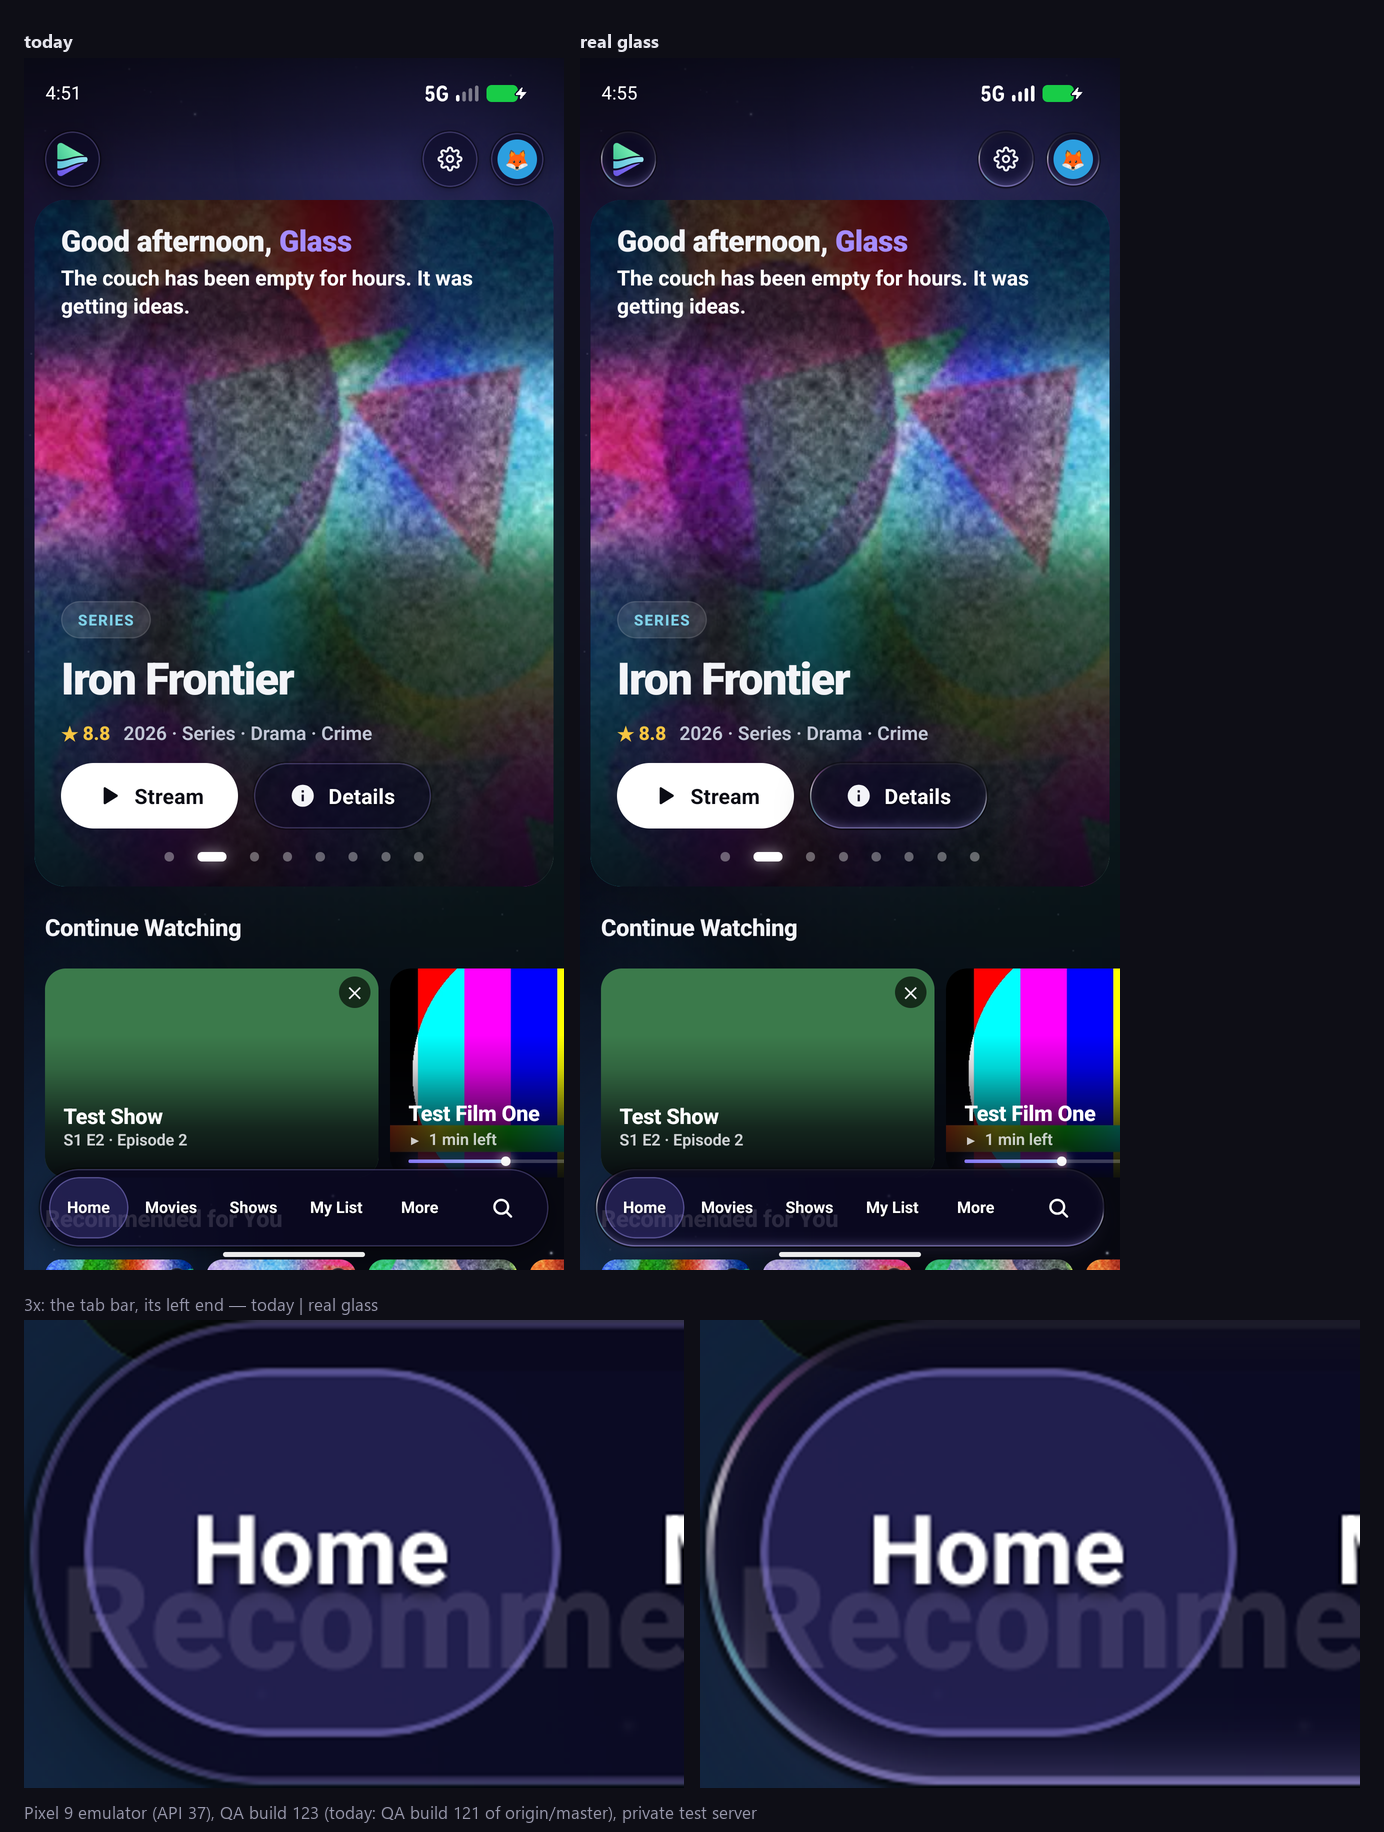 today
4:51
5G
Good afternoon, Glass
The couch has been empty for hours. It was
getting ideas.
SERIES
Iron Frontier
★ 8.8 2026 · Series · Drama · Crime
Stream
Details
Continue Watching
Test Show
S1 E2 · Episode 2
Test Film One
1 min left
Home
Movies
Shows
My List
More
Recommended for You
real glass
4:55
5G
Good afternoon, Glass
The couch has been empty for hours. It was
getting ideas.
SERIES
Iron Frontier
★ 8.8 2026 · Series · Drama · Crime
Stream
Details
Continue Watching
Test Show
S1 E2 · Episode 2
Test Film One
1 min left
Home
Movies
Shows
My List
More
Recommended for You
3x: the tab bar, its left end — today | real glass
Home
Recomme
Home
Recomme
Pixel 9 emulator (API 37), QA build 123 (today: QA build 121 of origin/master), private test server